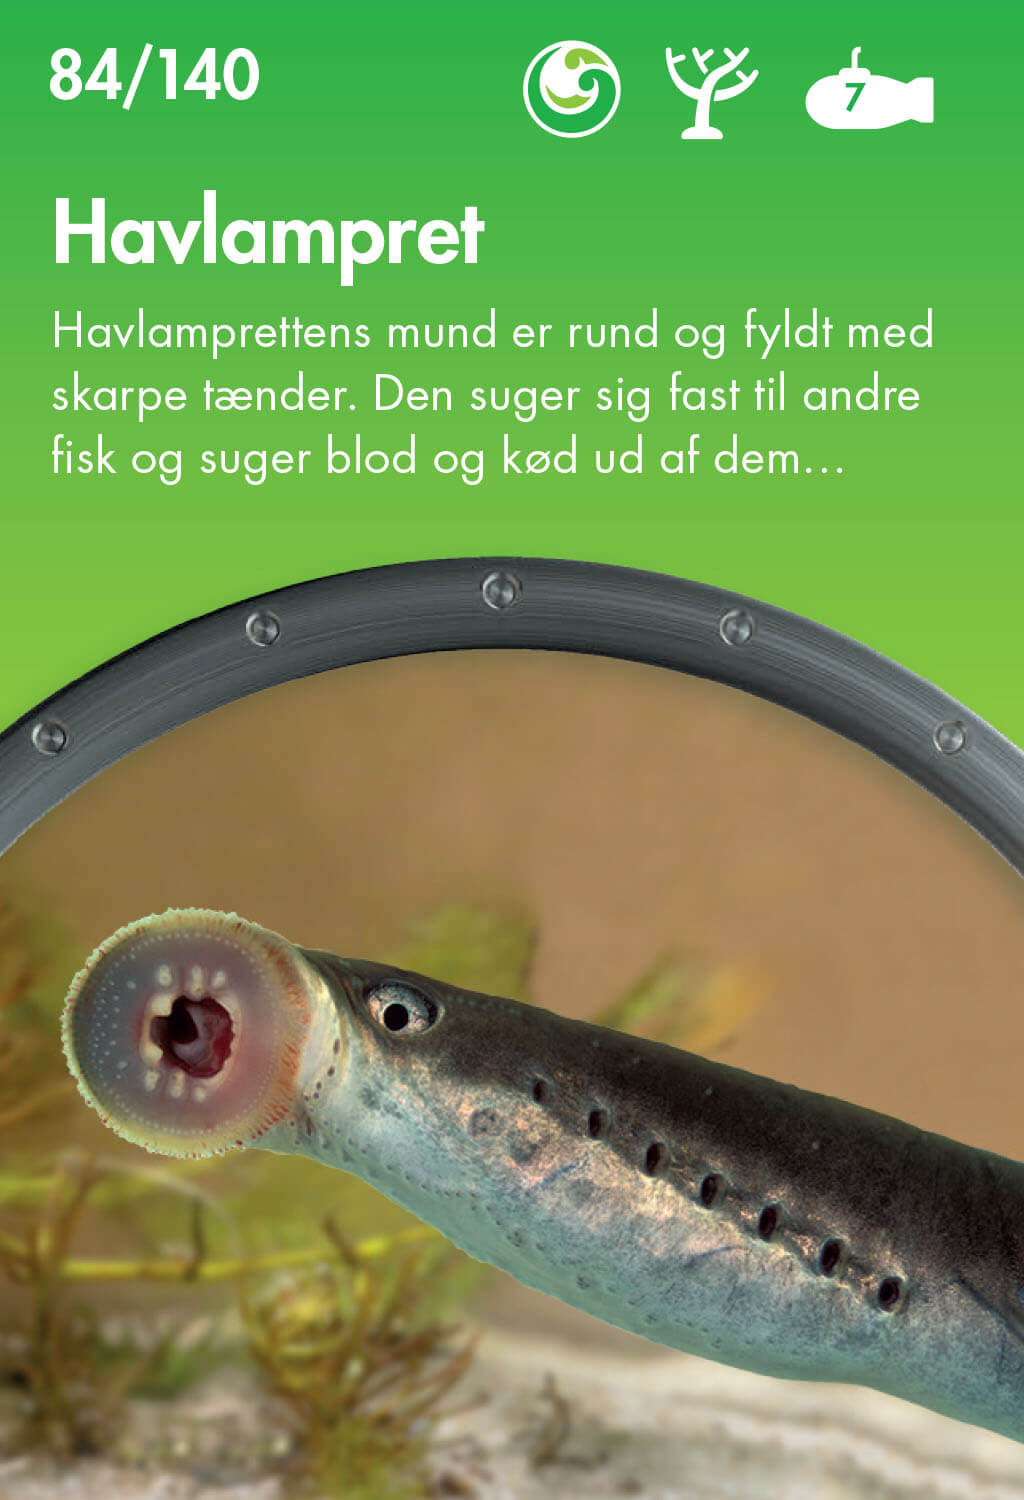 84/140
7
Havlampret
Havlamprettens mund er rund og fyldt med
skarpe tænder. Den suger sig fast til andre
fisk og suger blod og kød ud af dem...